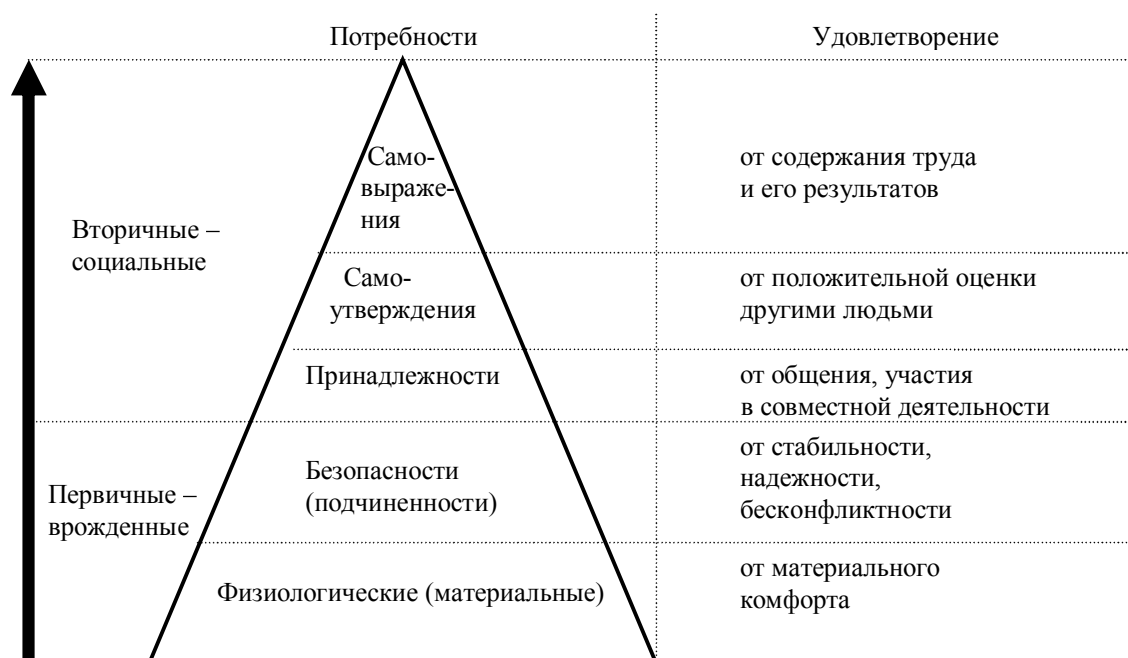 Потребности
Удовлетворение
Само-
выраже-
ния
от содержания труда
и его результатов
Вторичные –
социальные
Само-
утверждения
от положительной оценки
другими людьми
Принадлежности
от общения, участия
в совместной деятельности
Первичные –
врожденные
Безопасности
(подчиненности)
от стабильности,
надежности,
бесконфликтности
Физиологические (материальные)
от материального
комфорта